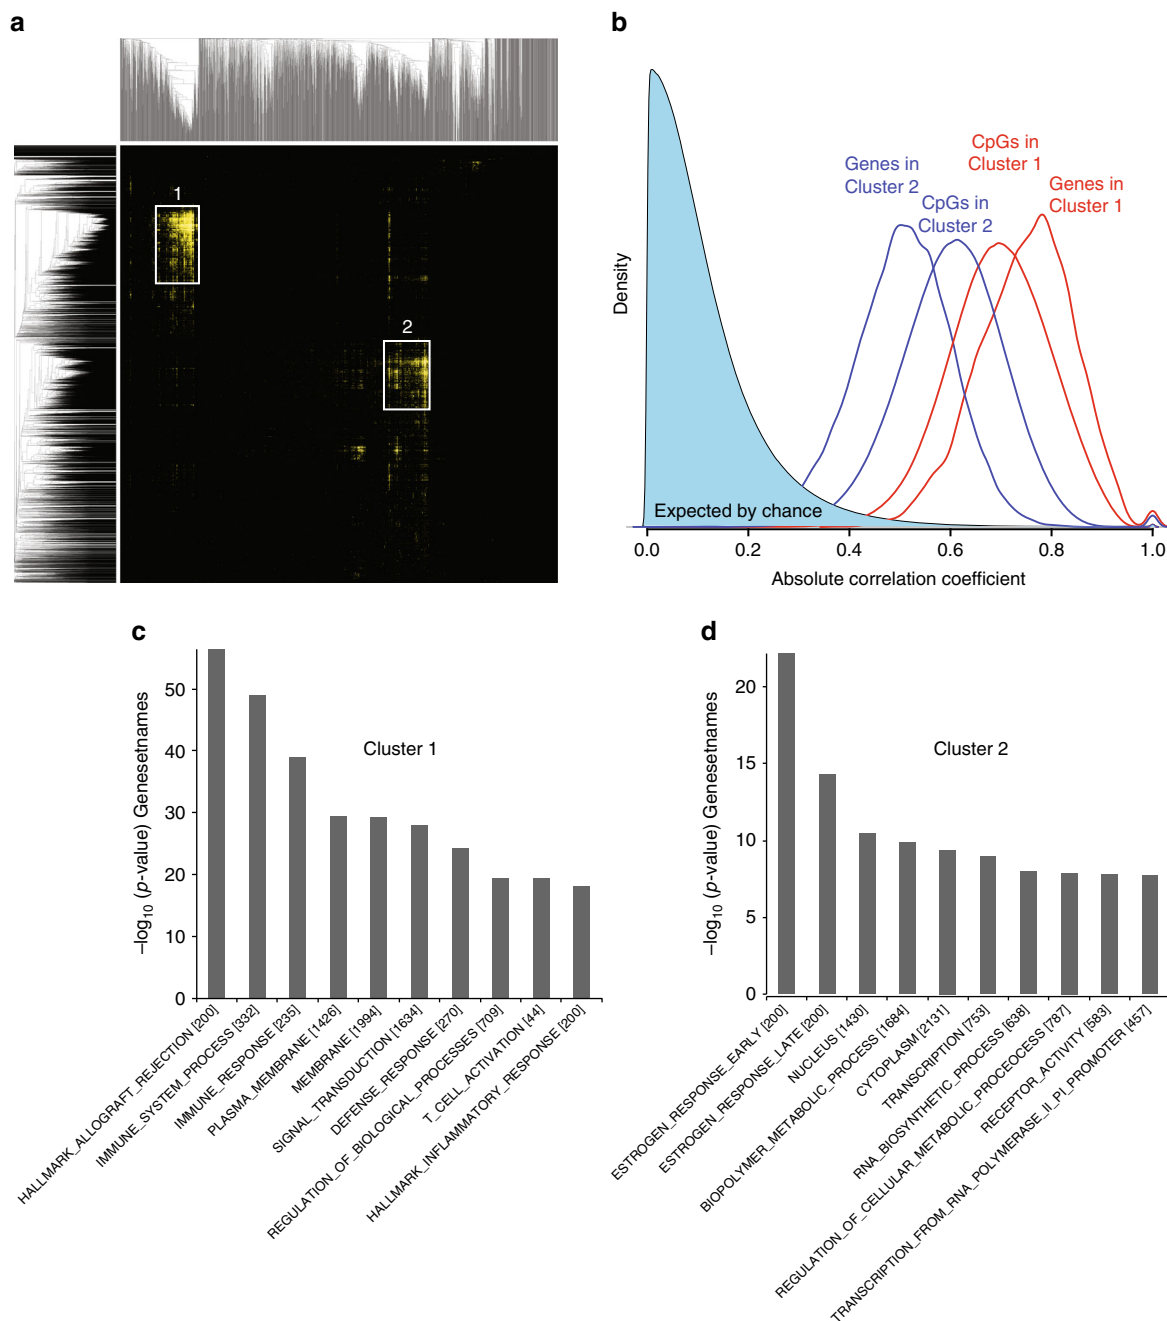 a
1
2
b
CpGs in
Cluster 1
Genes in
Cluster 2
Genes in
Cluster 1
CpGs in
Cluster 2
Density
Expected by chance
0.0 0.2 0.4 0.6 0.8 1.0
Absolute correlation coefficient
c
–log10 (p-value) Genesetnames
50
40
30
20
10
0
Cluster 1
HALLMARK_ALLOGRAFT_REJECTION [200]
IMMUNE_SYSTEM_PROCESS [332]
IMMUNE_RESPONSE [235]
PLASMA_MEMBRANE [1426]
MEMBRANE [1994]
SIGNAL_TRANSDUCTION [1634]
DEFENSE_RESPONSE [270]
REGULATION_OF_BIOLOGICAL_PROCESSES [709]
T_CELL_ACTIVATION [44]
HALLMARK_INFLAMMATORY_RESPONSE [200]
d
–log10 (p-value) Genesetnames
20
15
10
5
0
Cluster 2
ESTROGEN_RESPONSE_EARLY [200]
ESTROGEN_RESPONSE_LATE [200]
NUCLEUS [1430]
BIOPOLYMER_METABOLIC_PROCESS [1684]
CYTOPLASM [2131]
TRANSCRIPTION [753]
RNA_BIOSYNTHETIC_PROCESS [638]
REGULATION_OF_CELLULAR_METABOLIC_PROCOCESS [787]
RECEPTOR_ACTIVITY [583]
TRANSCRIPTION_FROM_RNA_POLYMERASE_II_PI_PROMOTER [457]